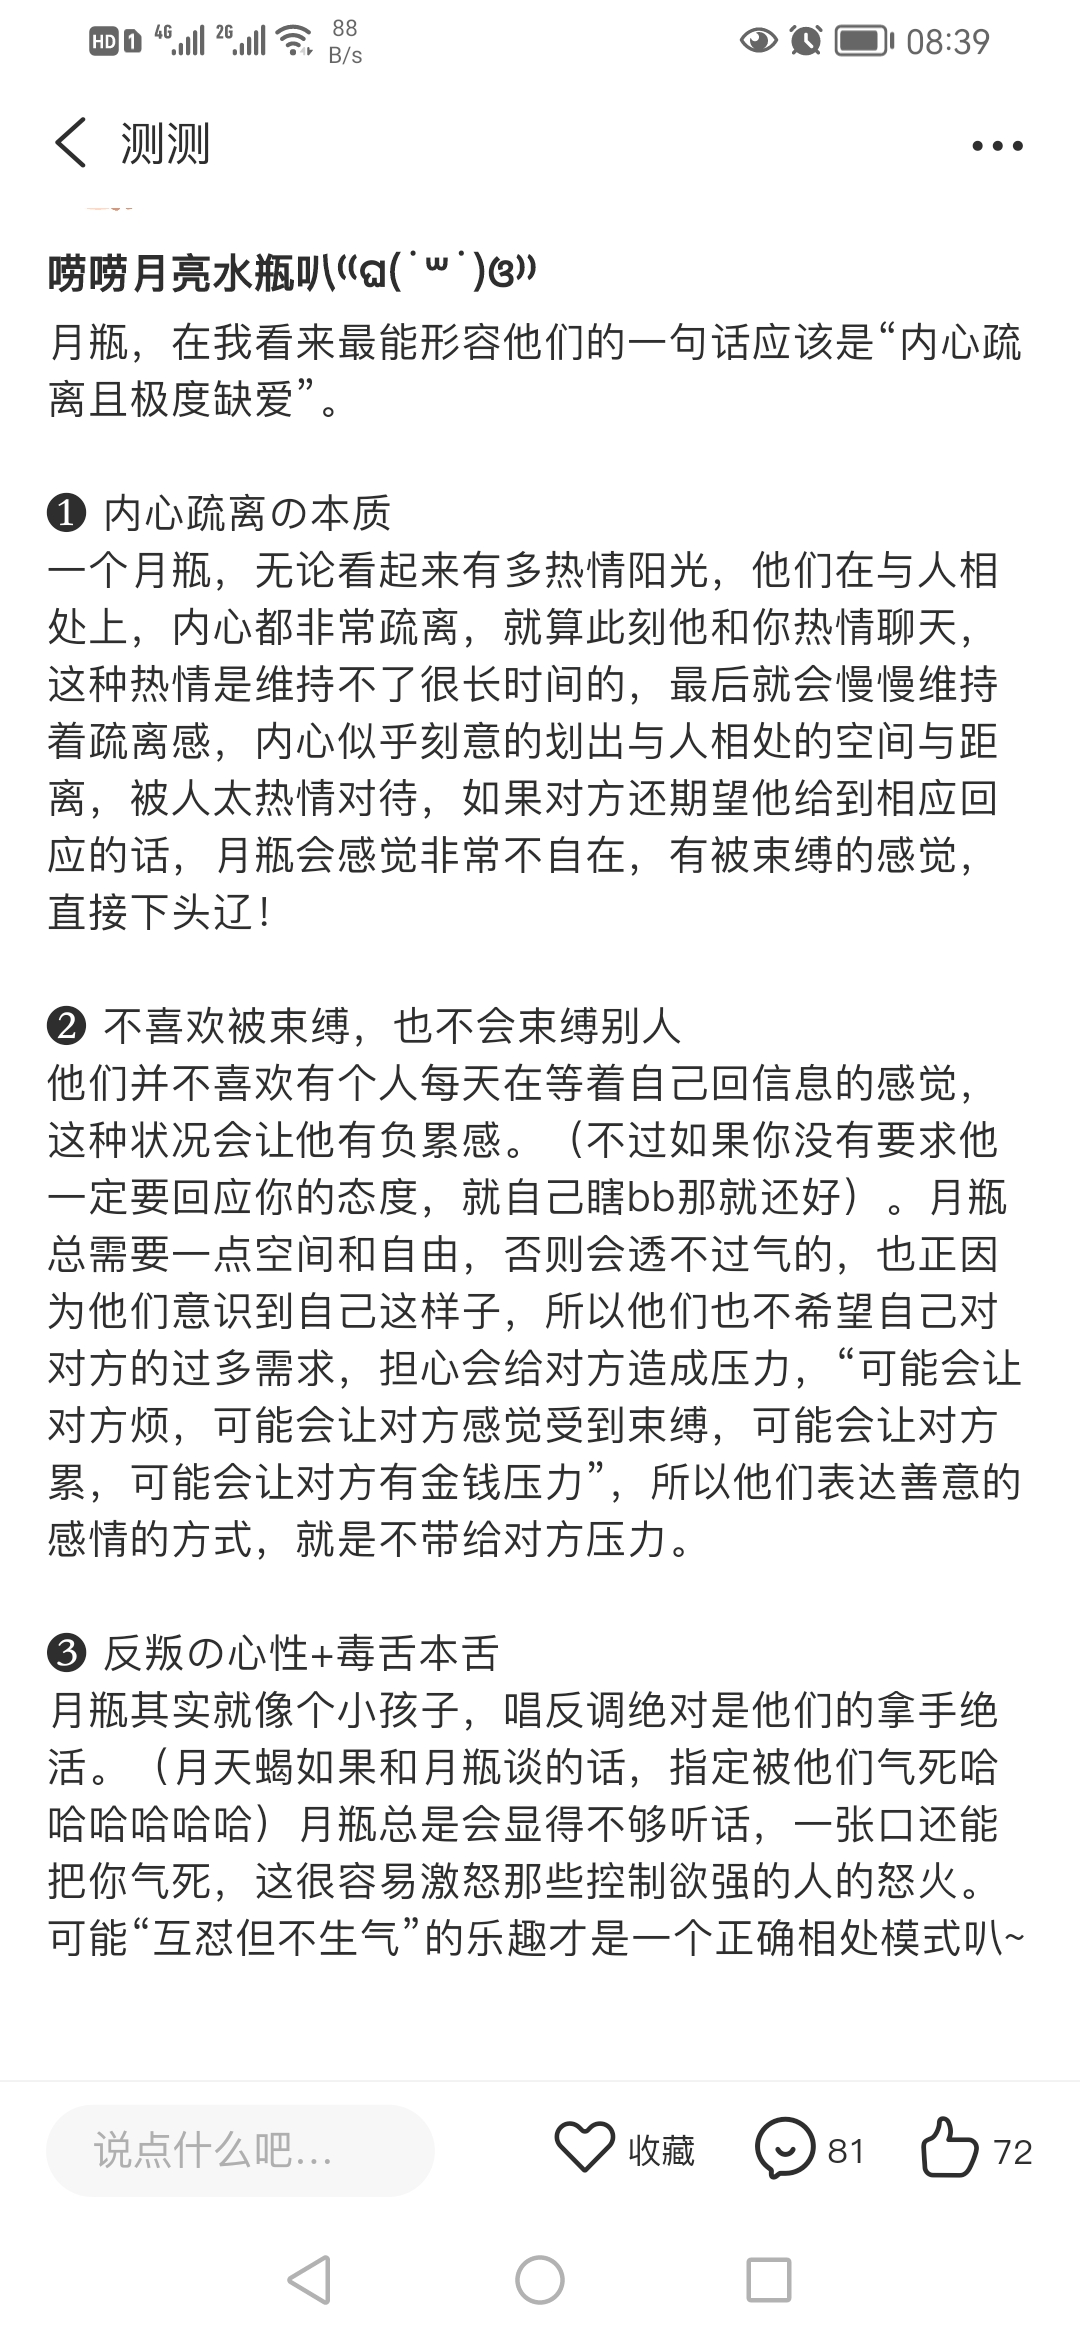 HD 1 4G 2G 88 B/s 08:39
测测
唠唠月亮水瓶叭“ฤ(˙꒳˙)ঔ”
月瓶，在我看来最能形容他们的一句话应该是“内心疏
离且极度缺爱”。
❶ 内心疏离の本质
一个月瓶，无论看起来有多热情阳光，他们在与人相
处上，内心都非常疏离，就算此刻他和你热情聊天，
这种热情是维持不了很长时间的，最后就会慢慢维持
着疏离感，内心似乎刻意的划出与人相处的空间与距
离，被人太热情对待，如果对方还期望他给到相应回
应的话，月瓶会感觉非常不自在，有被束缚的感觉，
直接下头辽！
❷ 不喜欢被束缚，也不会束缚别人
他们并不喜欢有个人每天在等着自己回信息的感觉，
这种状况会让他有负累感。（不过如果你没有要求他
一定要回应你的态度，就自己瞎bb那就还好）。月瓶
总需要一点空间和自由，否则会透不过气的，也正因
为他们意识到自己这样子，所以他们也不希望自己对
对方的过多需求，担心会给对方造成压力，“可能会让
对方烦，可能会让对方感觉受到束缚，可能会让对方
累，可能会让对方有金钱压力”，所以他们表达善意的
感情的方式，就是不带给对方压力。
❸ 反叛の心性+毒舌本舌
月瓶其实就像个小孩子，唱反调绝对是他们的拿手绝
活。（月天蝎如果和月瓶谈的话，指定被他们气死哈
哈哈哈哈哈）月瓶总是会显得不够听话，一张口还能
把你气死，这很容易激怒那些控制欲强的人的怒火。
可能“互怼但不生气”的乐趣才是一个正确相处模式叭~
说点什么吧... 收藏 81 72